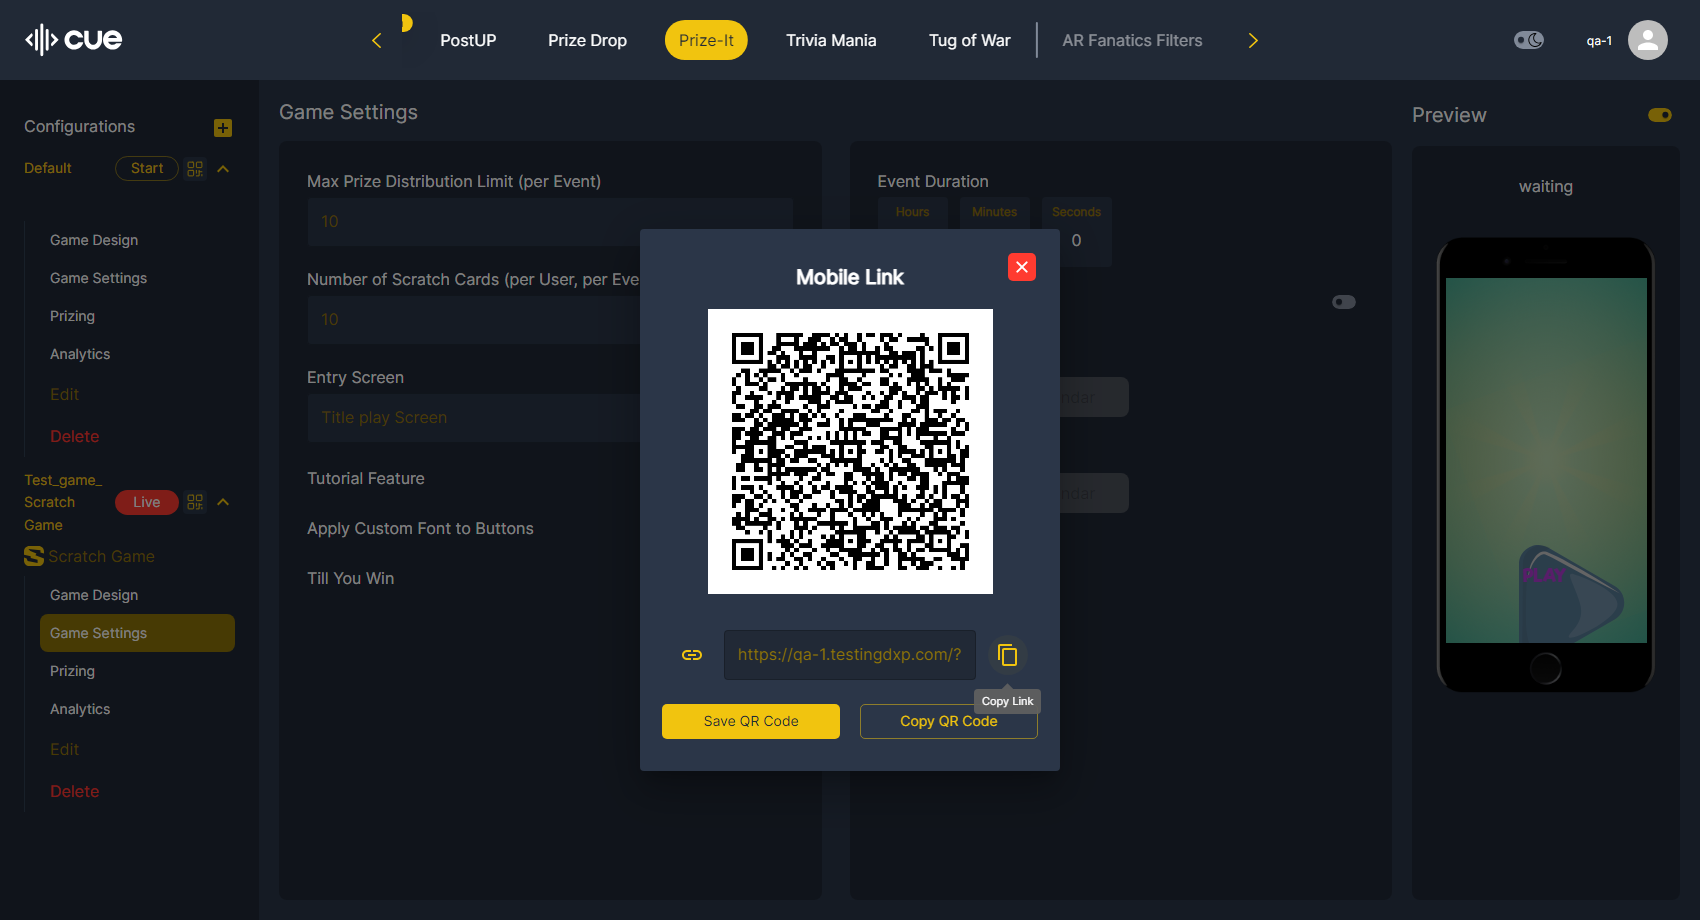 cue
PostUP
Prize Drop
Prize-It
Trivia Mania
Tug of War
AR Fanatics Filters
qa-1
Configurations
Default
Start
Game Design
Game Settings
Prizing
Analytics
Edit
Delete
Test_game_
Scratch
Game
Live
Scratch Game
Game Design
Game Settings
Prizing
Analytics
Edit
Delete
Game Settings
Max Prize Distribution Limit (per Event)
10
Number of Scratch Cards (per User, per Eve
10
Entry Screen
Title play Screen
Tutorial Feature
Apply Custom Font to Buttons
Till You Win
Event Duration
Hours
Minutes
Seconds
0
ndar
ndar
Mobile Link
https://qa-1.testingdxp.com/?
Copy Link
Save QR Code
Copy QR Code
Preview
waiting
PLAY